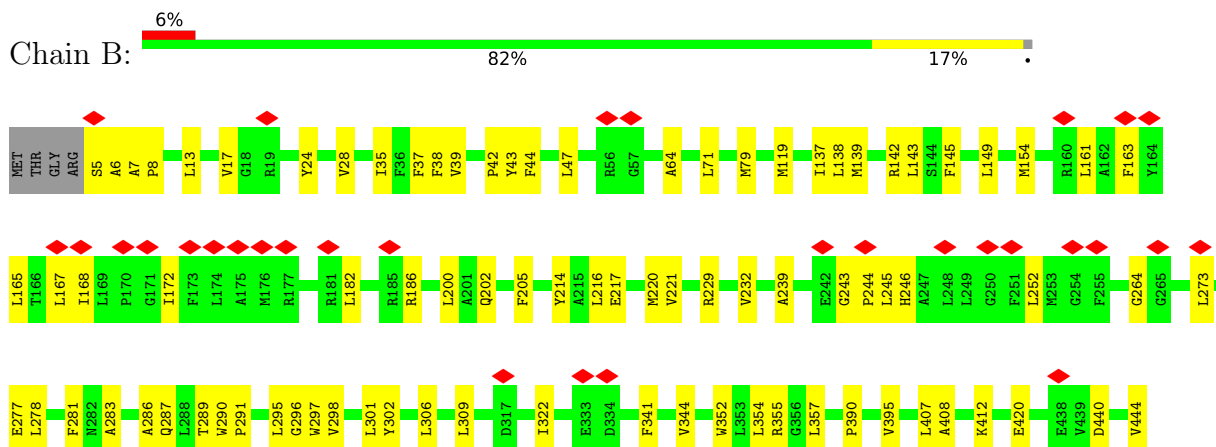 6%
Chain B:
82% 17% •
MET THR GLY ARG S5 A6 A7 P8 L13 V17 G18 R19 Y24 V28 I35 F36 F37 F38 V39 P42 Y43 F44 L47 R56 G57 A64 L71 M79 M119 I137 L138 M139 R142 L143 S144 F145 L149 M154 R160 L161 A162 F163 Y164
L165 T166 L167 I168 L169 P170 G171 I172 F173 L174 A175 M176 R177 R181 L182 R185 R186 L200 A201 Q202 F205 Y214 A215 L216 E217 M220 V221 R229 V232 A239 E242 G243 P244 L245 H246 A247 L248 L249 G250 F251 L252 M253 G254 F255 G264 G265 L273
E277 L278 F281 N282 A283 A286 Q287 L288 T289 W290 P291 L295 G296 W297 V298 L301 Y302 L306 L309 D317 I322 E333 D334 F341 V344 W352 L353 L354 R355 G356 L357 P390 V395 L407 A408 K412 E420 E438 V439 D440 V444